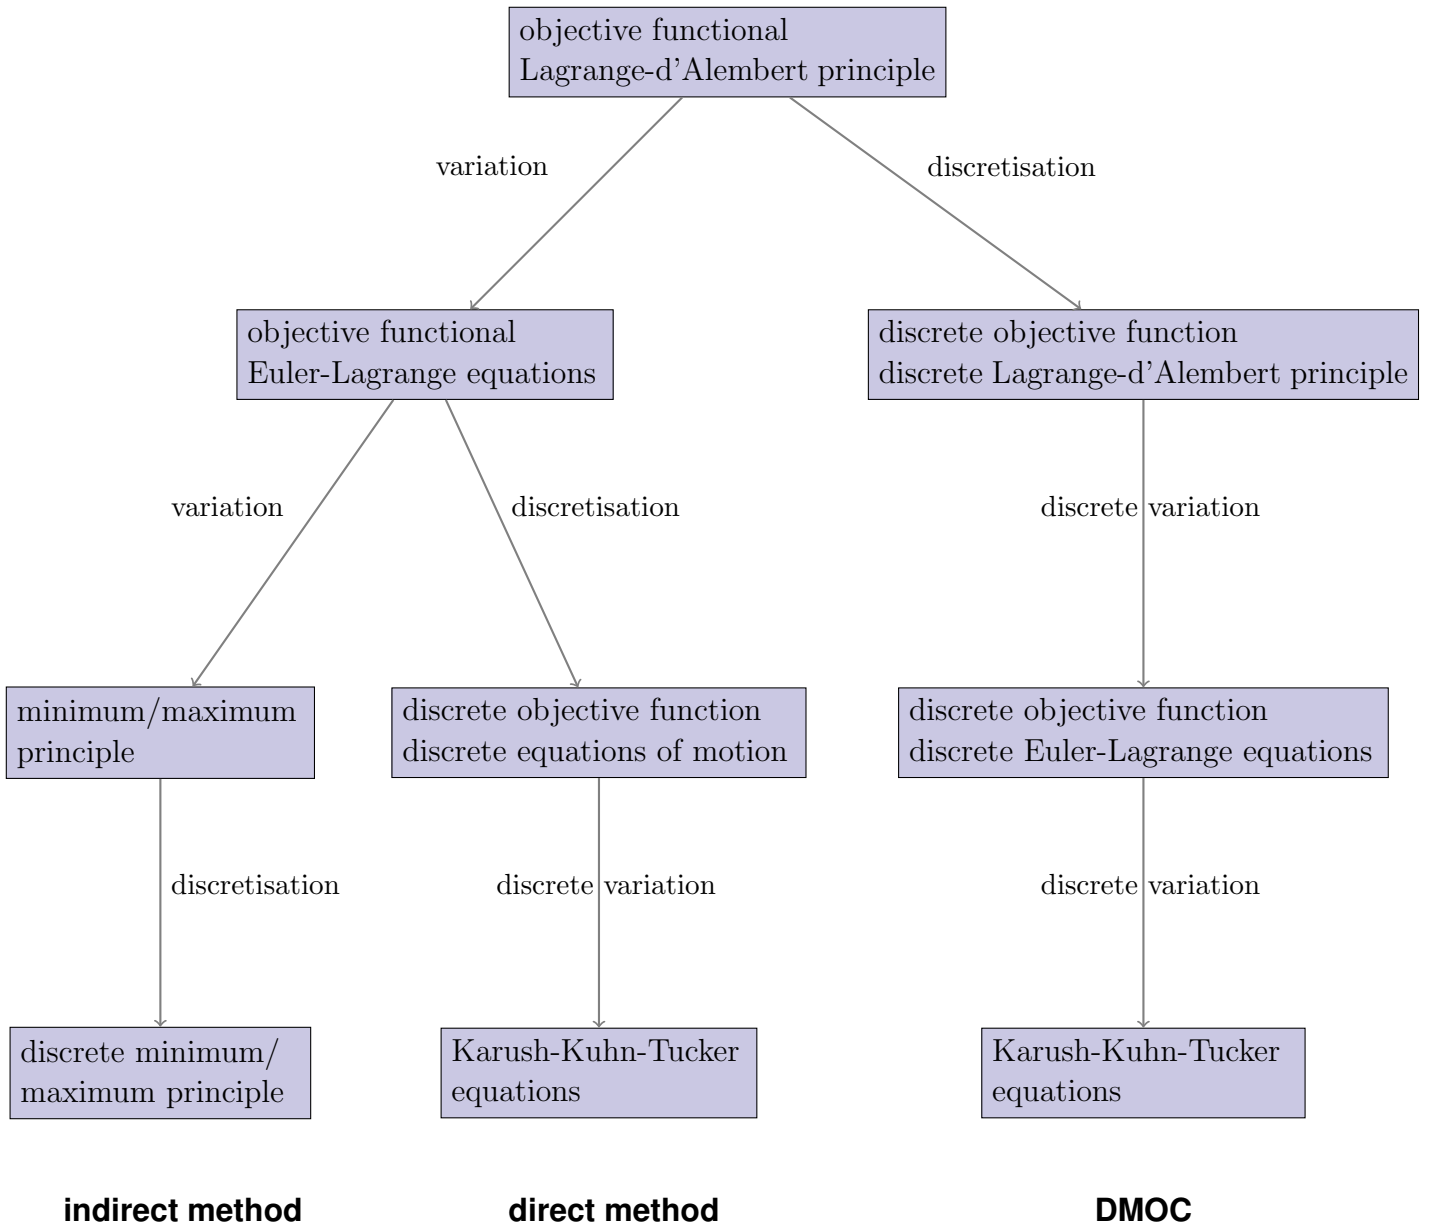 objective functional
Lagrange-d'Alembert principle
variation
discretisation
objective functional
Euler-Lagrange equations
discrete objective function
discrete Lagrange-d'Alembert principle
variation
discretisation
discrete variation
minimum/maximum
principle
discrete objective function
discrete equations of motion
discrete objective function
discrete Euler-Lagrange equations
discretisation
discrete variation
discrete variation
discrete minimum/
maximum principle
Karush-Kuhn-Tucker
equations
Karush-Kuhn-Tucker
equations
indirect method
direct method
DMOC